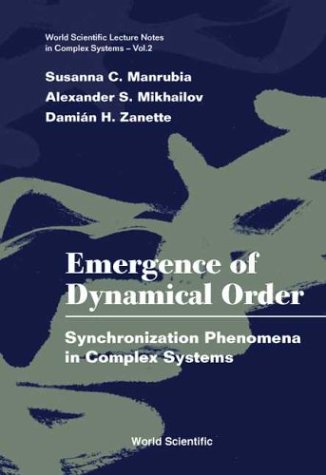 World Scientific Lecture Notes
in Complex Systems – Vol.2
Susanna C. Manrubia
Alexander S. Mikhailov
Damián H. Zanette
Emergence of
Dynamical Order
Synchronization Phenomena
in Complex Systems
World Scientific